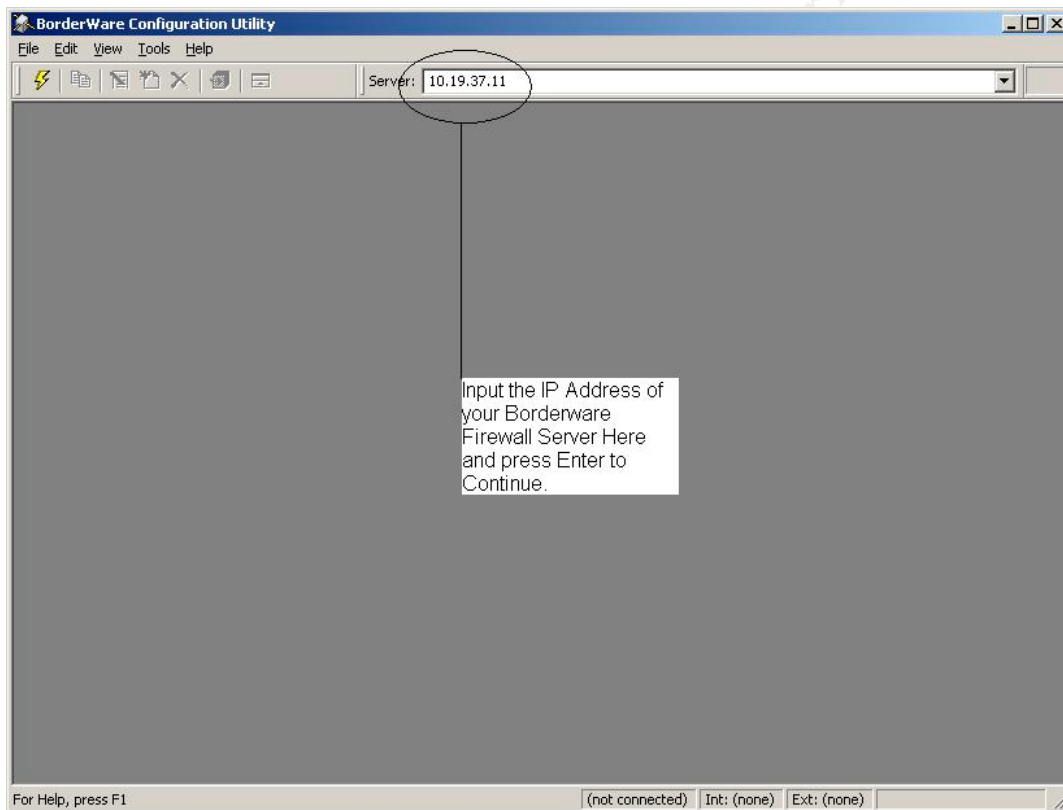 BorderWare Configuration Utility
File Edit View Tools Help
Server: 10.19.37.11
Input the IP Address of
your Borderware
Firewall Server Here
and press Enter to
Continue.
For Help, press F1 (not connected) Int: (none) Ext: (none)